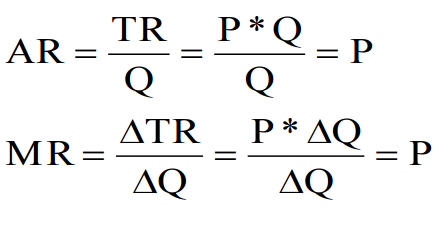 AR = TR/Q = P * Q/Q = P
MR = ΔTR/ΔQ = P * ΔQ/ΔQ = P